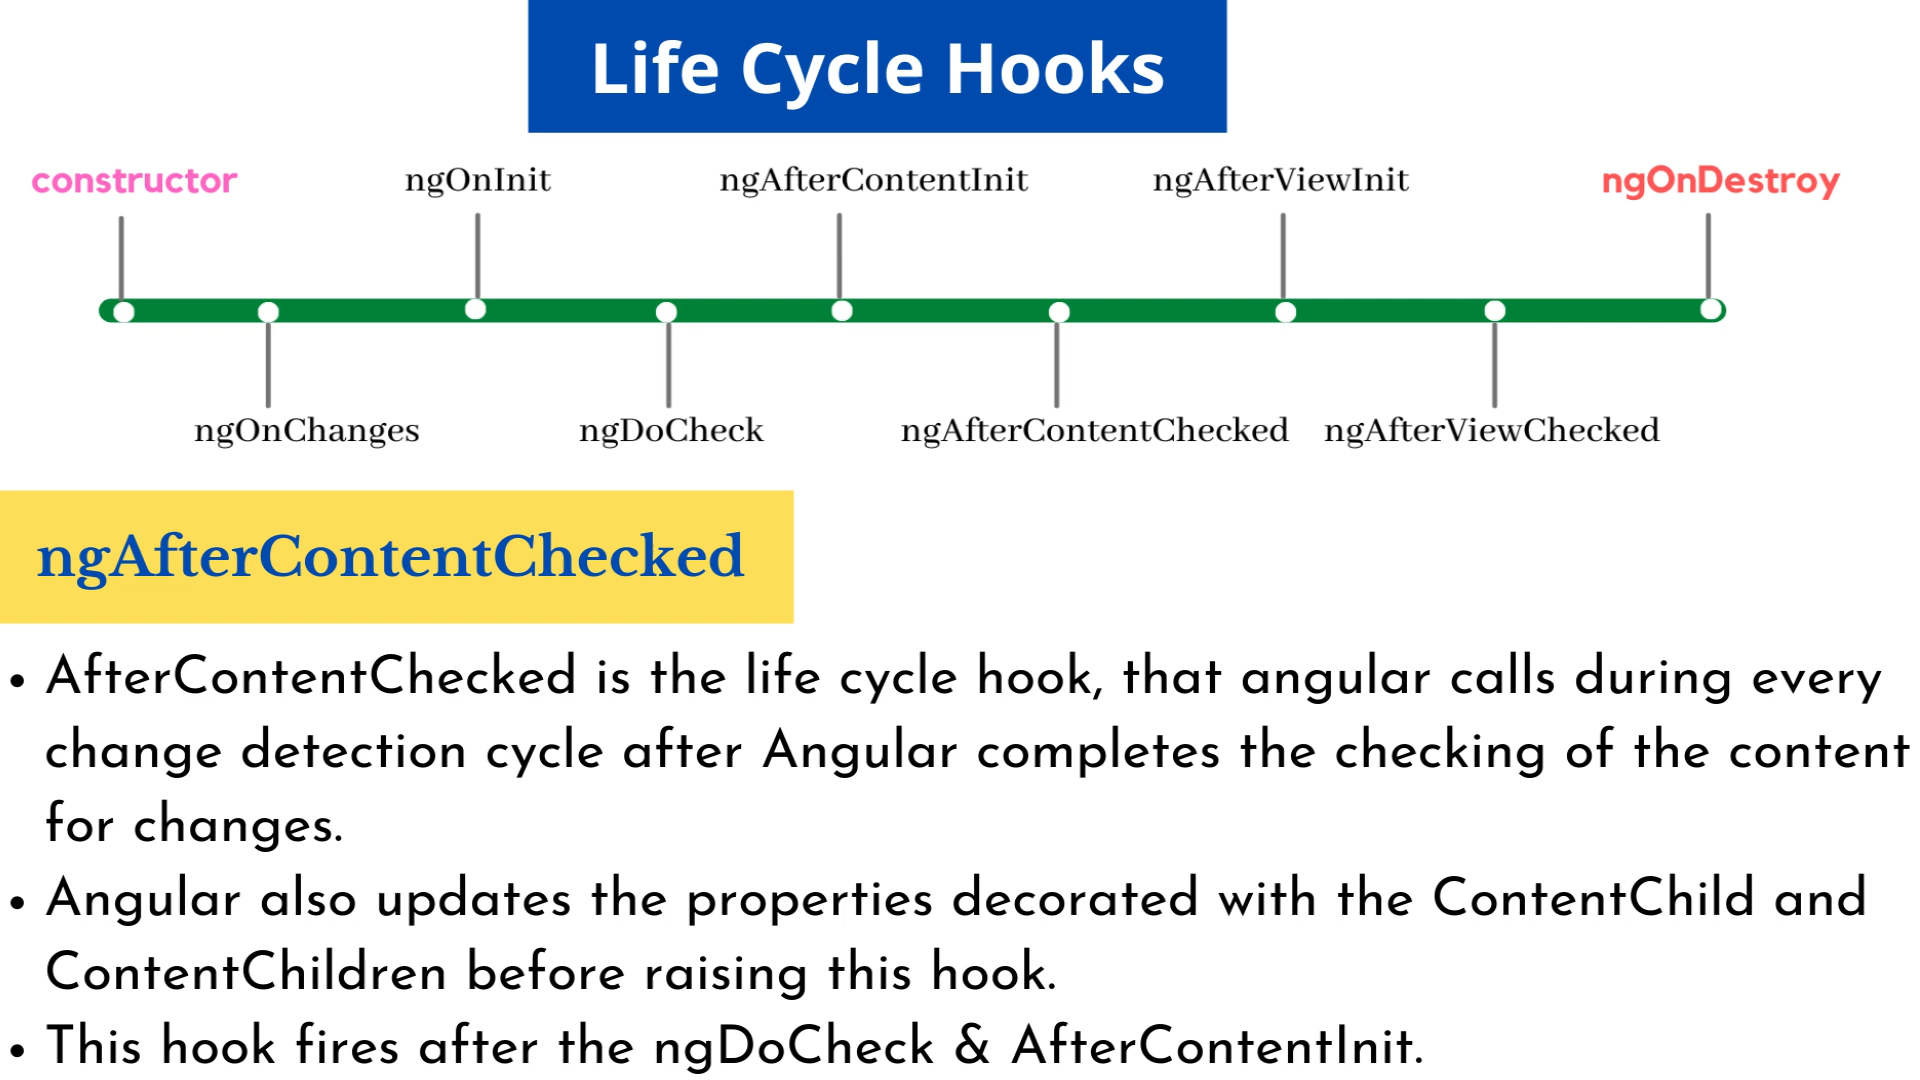 Life Cycle Hooks
constructor
ngOnInit
ngAfterContentInit
ngAfterViewInit
ngOnDestroy
ngOnChanges
ngDoCheck
ngAfterContentChecked
ngAfterViewChecked
ngAfterContentChecked
• AfterContentChecked is the life cycle hook, that angular calls during every
change detection cycle after Angular completes the checking of the content
for changes.
• Angular also updates the properties decorated with the ContentChild and
ContentChildren before raising this hook.
• This hook fires after the ngDoCheck & AfterContentInit.